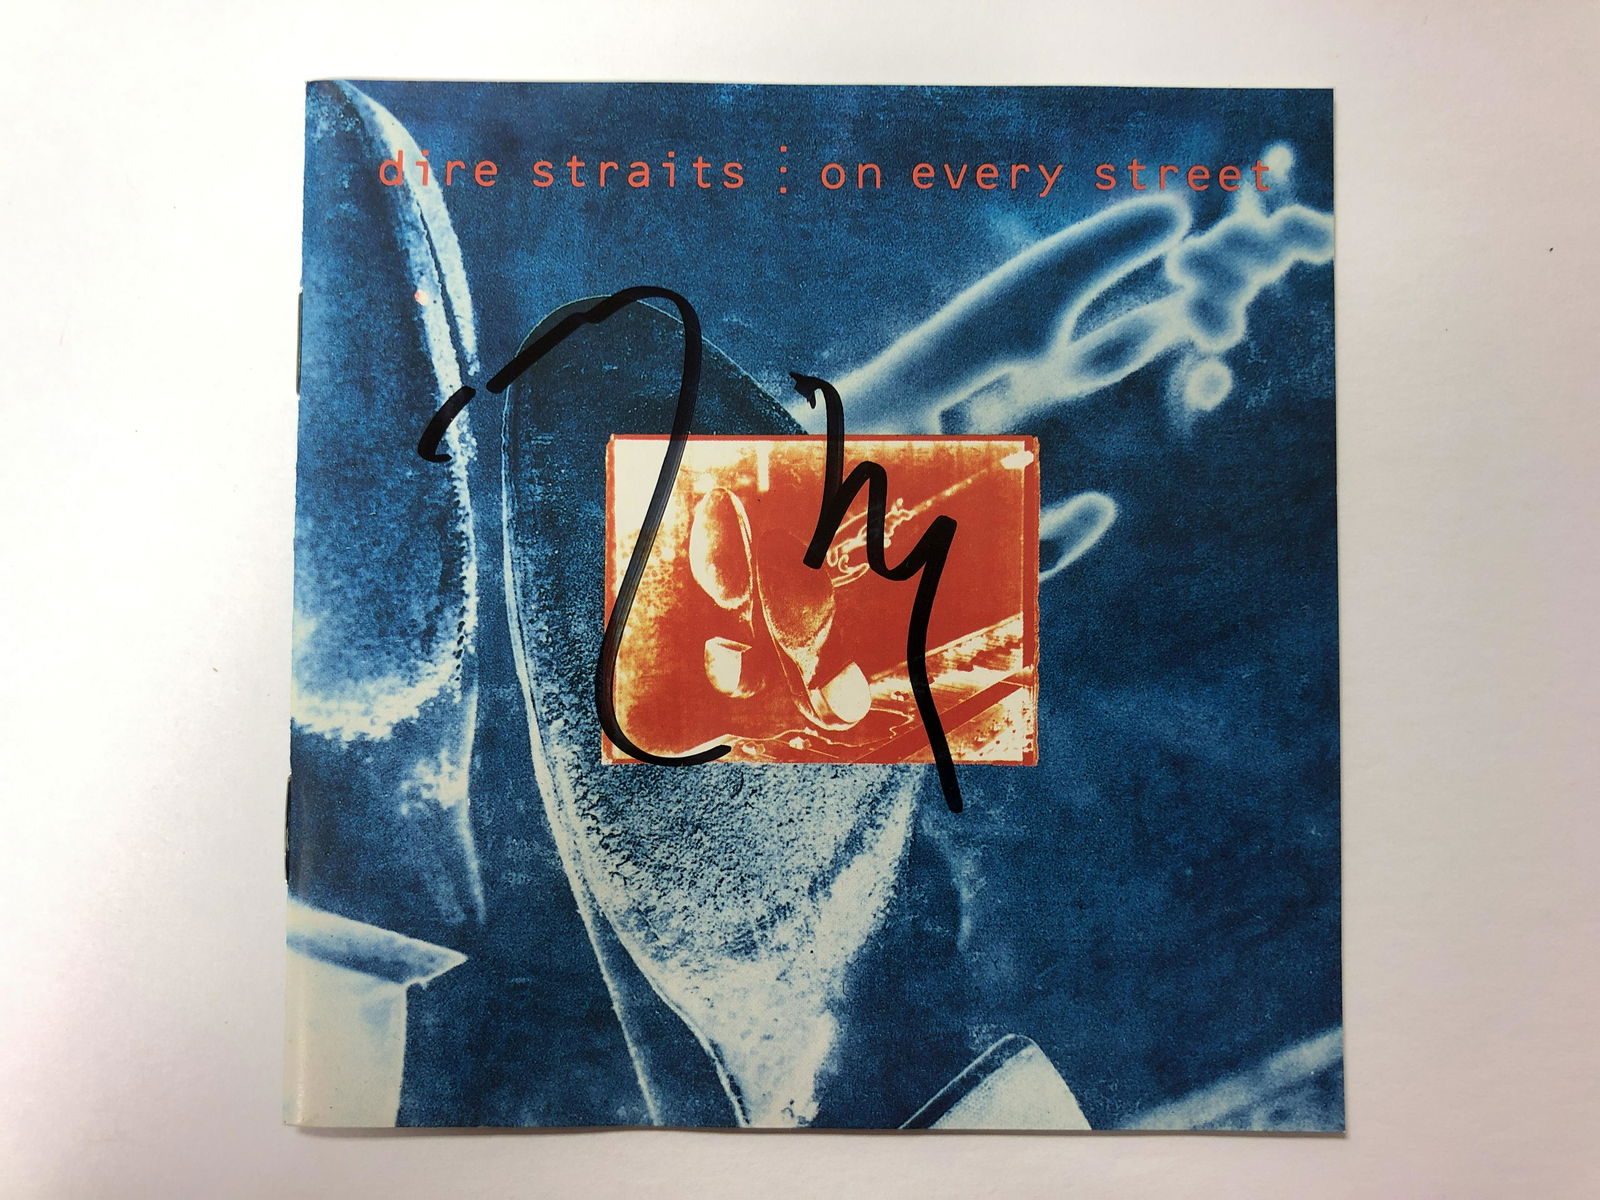 dire straits : on every street